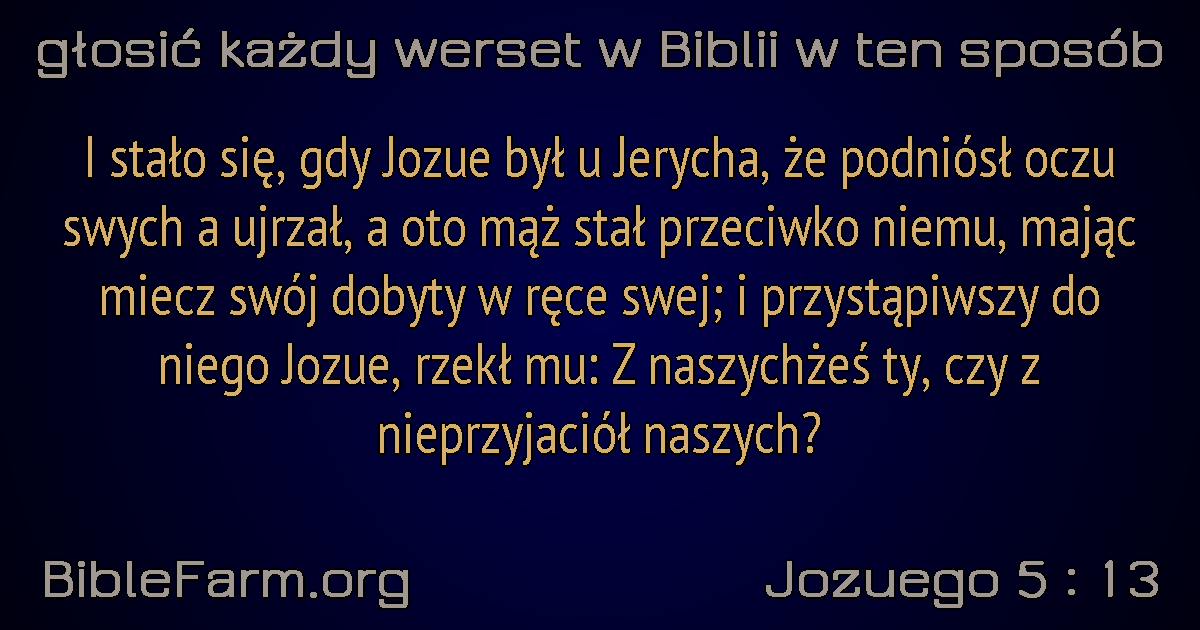 głosić każdy werset w Biblii w ten sposób
I stało się, gdy Jozue był u Jerycha, że podniósł oczu
swych a ujrzał, a oto mąż stał przeciwko niemu, mając
miecz swój dobyty w ręce swej; i przystąpiwszy do
niego Jozue, rzekł mu: Z naszychżeś ty, czy z
nieprzyjaciół naszych?
BibleFarm.org
Jozuego 5 : 13